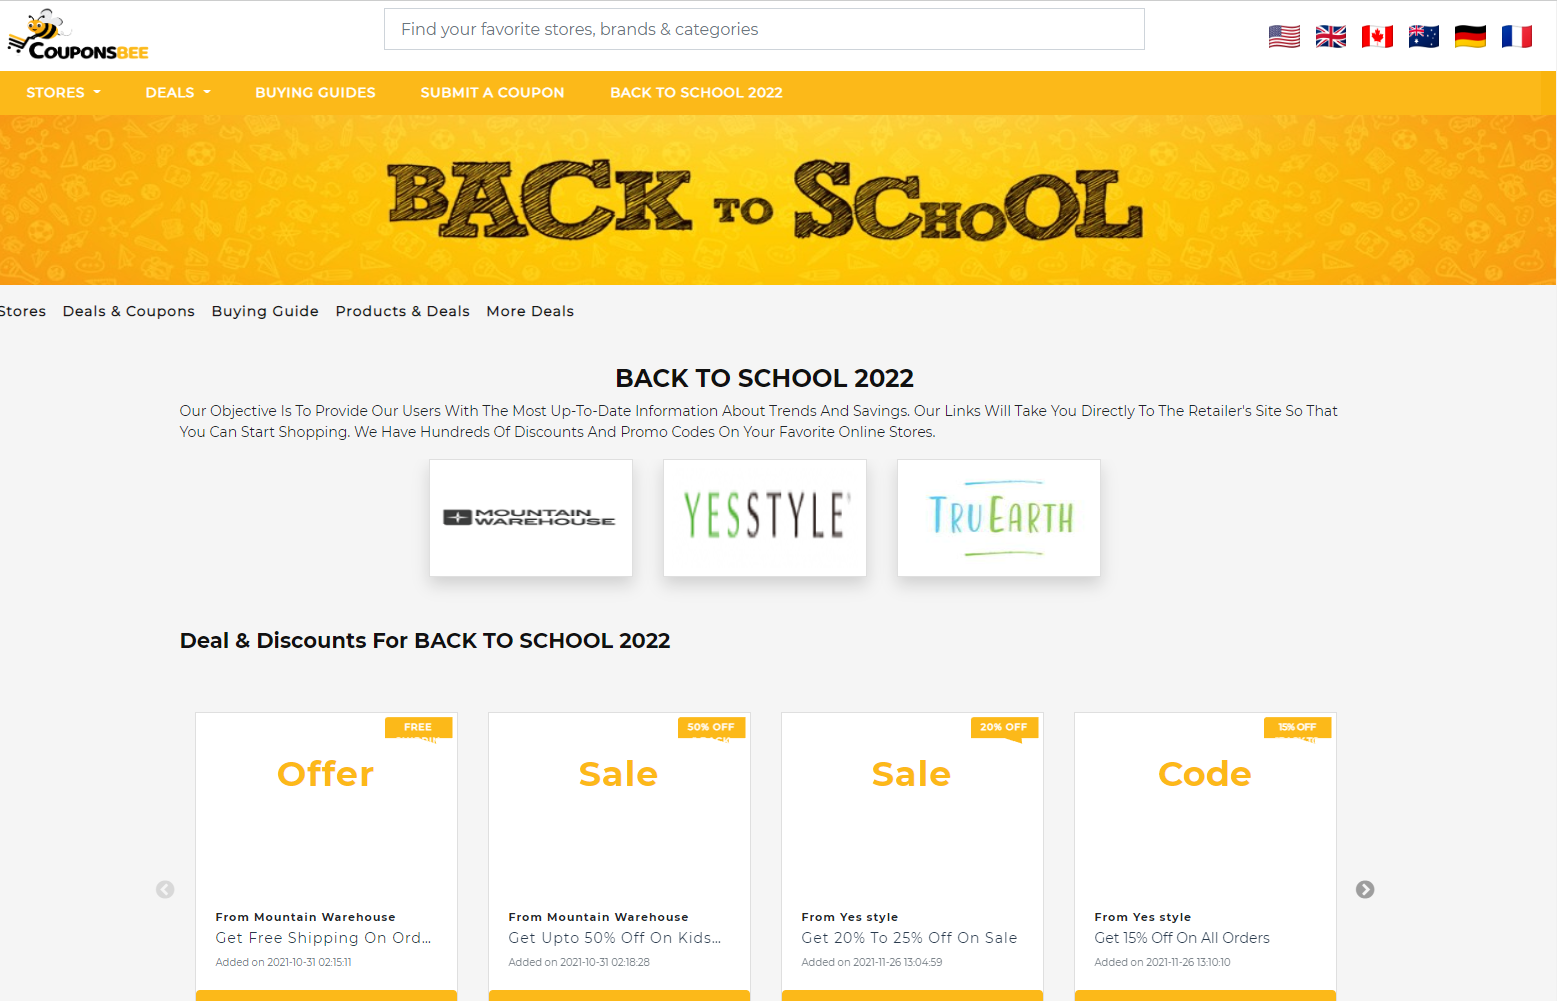 COUPONSBEE
Find your favorite stores, brands & categories
STORES DEALS BUYING GUIDES SUBMIT A COUPON BACK TO SCHOOL 2022
BACK TO SCHOOL
Stores Deals & Coupons Buying Guide Products & Deals More Deals
BACK TO SCHOOL 2022
Our Objective Is To Provide Our Users With The Most Up-To-Date Information About Trends And Savings. Our Links Will Take You Directly To The Retailer's Site So That
You Can Start Shopping. We Have Hundreds Of Discounts And Promo Codes On Your Favorite Online Stores.
MOUNTAIN
WAREHOUSE
YESSTYLE
TRUEARTH
Deal & Discounts For BACK TO SCHOOL 2022
FREE
Offer
From Mountain Warehouse
Get Free Shipping On Ord...
Added on 2021-10-31 02:15:11
50% OFF
Sale
From Mountain Warehouse
Get Upto 50% Off On Kids...
Added on 2021-10-31 02:18:28
20% OFF
Sale
From Yes style
Get 20% To 25% Off On Sale
Added on 2021-11-26 13:04:59
15% OFF
Code
From Yes style
Get 15% Off On All Orders
Added on 2021-11-26 13:10:10